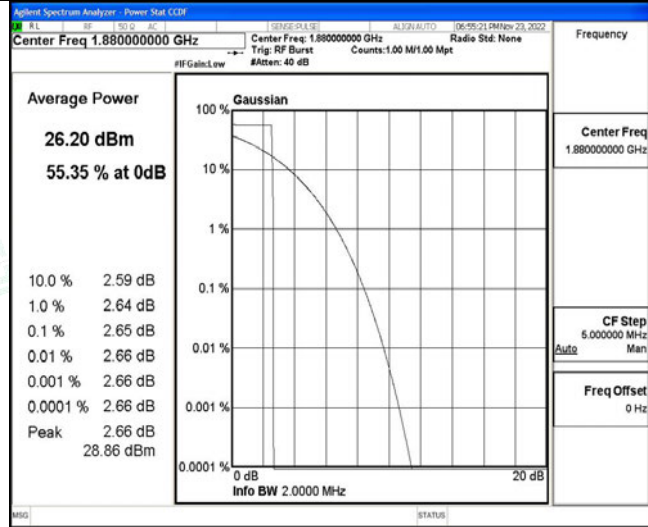 Agilent Spectrum Analyzer - Power Stat CCDF
RL RF 50 Ω AC SENSE:PULSE ALIGN AUTO 06:55:21 PM Nov 23, 2022
Center Freq 1.880000000 GHz
Center Freq: 1.880000000 GHz Radio Std: None
Trig: RF Burst Counts:1.00 M/1.00 Mpt
#IFGain:Low #Atten: 40 dB
Frequency
Average Power
26.20 dBm
55.35 % at 0dB
10.0 % 2.59 dB
1.0 % 2.64 dB
0.1 % 2.65 dB
0.01 % 2.66 dB
0.001 % 2.66 dB
0.0001 % 2.66 dB
Peak 2.66 dB
28.86 dBm
Gaussian
100 %
10 %
1 %
0.1 %
0.01 %
0.001 %
0.0001 %
0 dB 20 dB
Info BW 2.0000 MHz
Center Freq
1.880000000 GHz
CF Step
5.000000 MHz
Auto Man
Freq Offset
0 Hz
MSG STATUS